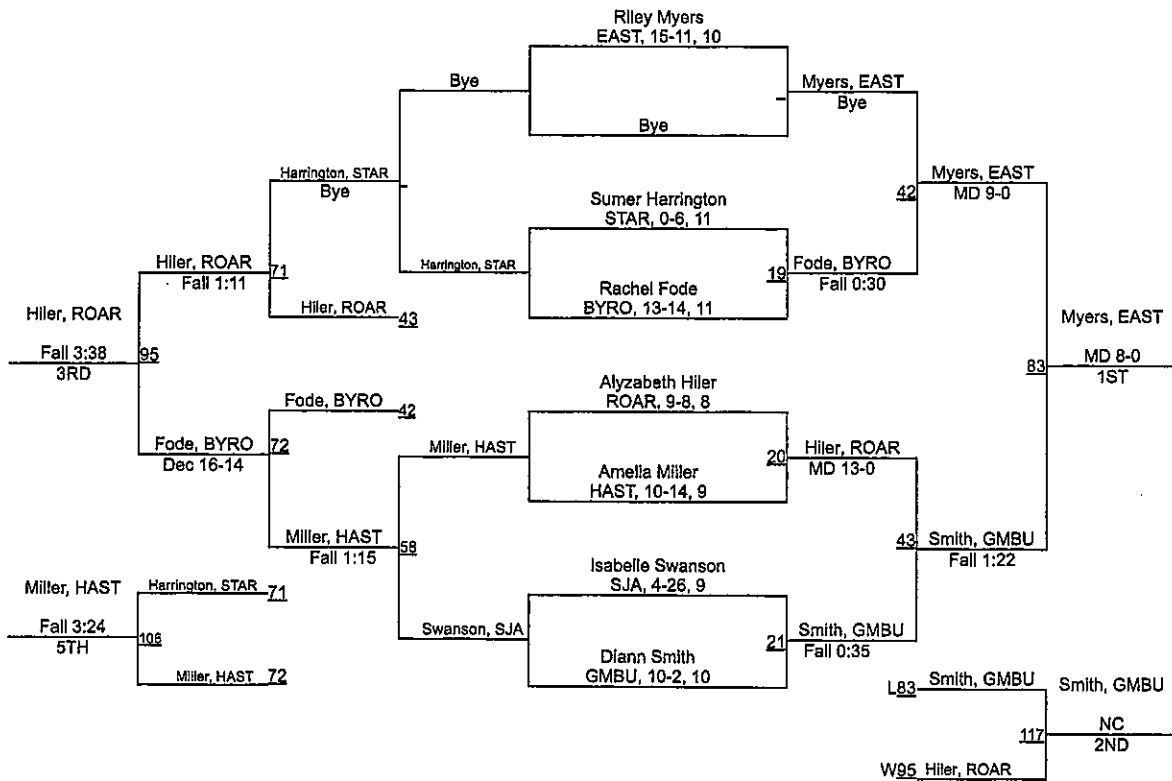 Riley Myers
EAST, 15-11, 10
Bye
Myers, EAST
Bye
Bye
Harrington, STAR
Bye
Myers, EAST
42
MD 9-0
Sumer Harrington
STAR, 0-6, 11
Hiler, ROAR
71
Fall 1:11
Harrington, STAR
19
Fode, BYRO
Fall 0:30
Rachel Fode
BYRO, 13-14, 11
Hiler, ROAR
Hiler, ROAR
43
Myers, EAST
Fall 3:38
95
3RD
83
MD 8-0
1ST
Alyzabeth Hiler
ROAR, 9-8, 8
Fode, BYRO
42
Fode, BYRO
72
Dec 16-14
Miller, HAST
20
Hiler, ROAR
MD 13-0
Amelia Miller
HAST, 10-14, 9
Miller, HAST
58
Fall 1:15
43
Smith, GMBU
Fall 1:22
Isabelle Swanson
SJA, 4-26, 9
Miller, HAST
Harrington, STAR
71
Fall 3:24
106
5TH
Swanson, SJA
21
Smith, GMBU
Fall 0:35
Diann Smith
GMBU, 10-2, 10
Miller, HAST
72
L83
Smith, GMBU
Smith, GMBU
117
NC
2ND
W95
Hiler, ROAR